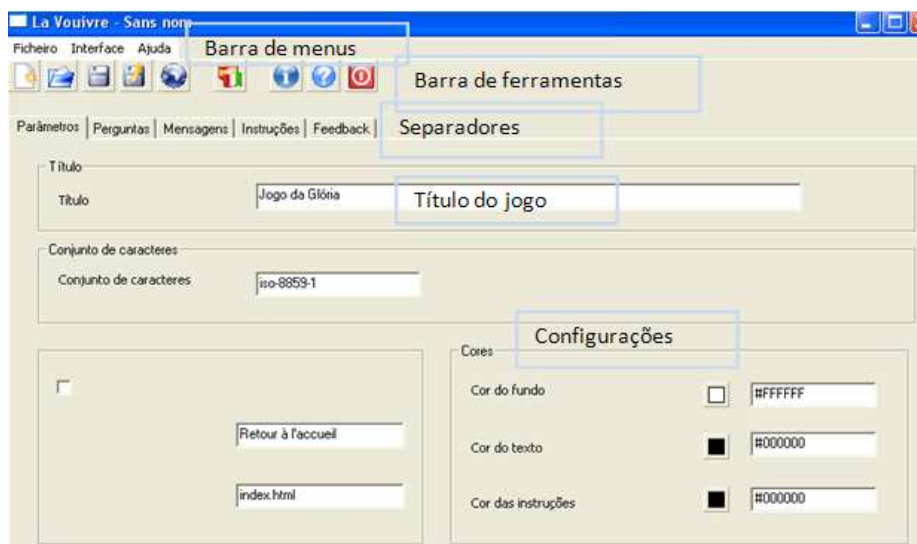 La Vouivre - Sans nom
Ficheiro Interface Ajuda
Barra de menus
Barra de ferramentas
Parâmetros Perguntas Mensagens Instruções Feedback
Separadores
Título
Título Jogo da Glória
Título do jogo
Conjunto de caracteres
Conjunto de caracteres iso-8859-1
Configurações
Cores
Cor do fundo #FFFFFF
Retour à l'accueil
Cor do texto #000000
index.html
Cor das instruções #000000